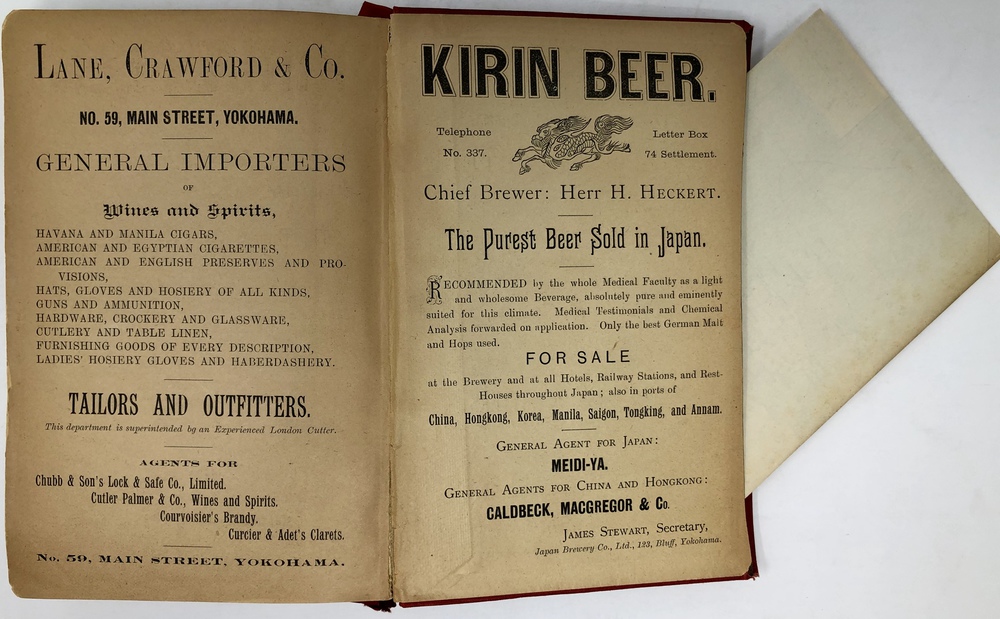 LANE, CRAWFORD & CO.
NO. 59, MAIN STREET, YOKOHAMA.
GENERAL IMPORTERS
OF
Wines and Spirits,
HAVANA AND MANILA CIGARS,
AMERICAN AND EGYPTIAN CIGARETTES,
AMERICAN AND ENGLISH PRESERVES AND PRO-
VISIONS,
HATS, GLOVES AND HOSIERY OF ALL KINDS,
GUNS AND AMMUNITION,
HARDWARE, CROCKERY AND GLASSWARE,
CUTLERY AND TABLE LINEN,
FURNISHING GOODS OF EVERY DESCRIPTION,
LADIES' HOSIERY GLOVES AND HABERDASHERY.
TAILORS AND OUTFITTERS.
This department is superintended by an Experienced London Cutter.
AGENTS FOR
Chubb & Son's Lock & Safe Co., Limited.
Cutler Palmer & Co., Wines and Spirits.
Courvoisier's Brandy.
Curcier & Adet's Clarets.
No. 59, MAIN STREET, YOKOHAMA.
KIRIN BEER.
Telephone
No. 337.
Letter Box
74 Settlement.
Chief Brewer: Herr H. HECKERT.
The Purest Beer Sold in Japan.
RECOMMENDED by the whole Medical Faculty as a light
and wholesome Beverage, absolutely pure and eminently
suited for this climate. Medical Testimonials and Chemical
Analysis forwarded on application. Only the best German Malt
and Hops used.
FOR SALE
at the Brewery and at all Hotels, Railway Stations, and Rest-
Houses throughout Japan; also in ports of
China, Hongkong, Korea, Manila, Saigon, Tongking, and Annam.
GENERAL AGENT FOR JAPAN:
MEIDI-YA.
GENERAL AGENTS FOR CHINA AND HONGKONG:
CALDBECK, MACGREGOR & Co.
JAMES STEWART, Secretary,
Japan Brewery Co., Ltd., 123, Bluff, Yokohama.